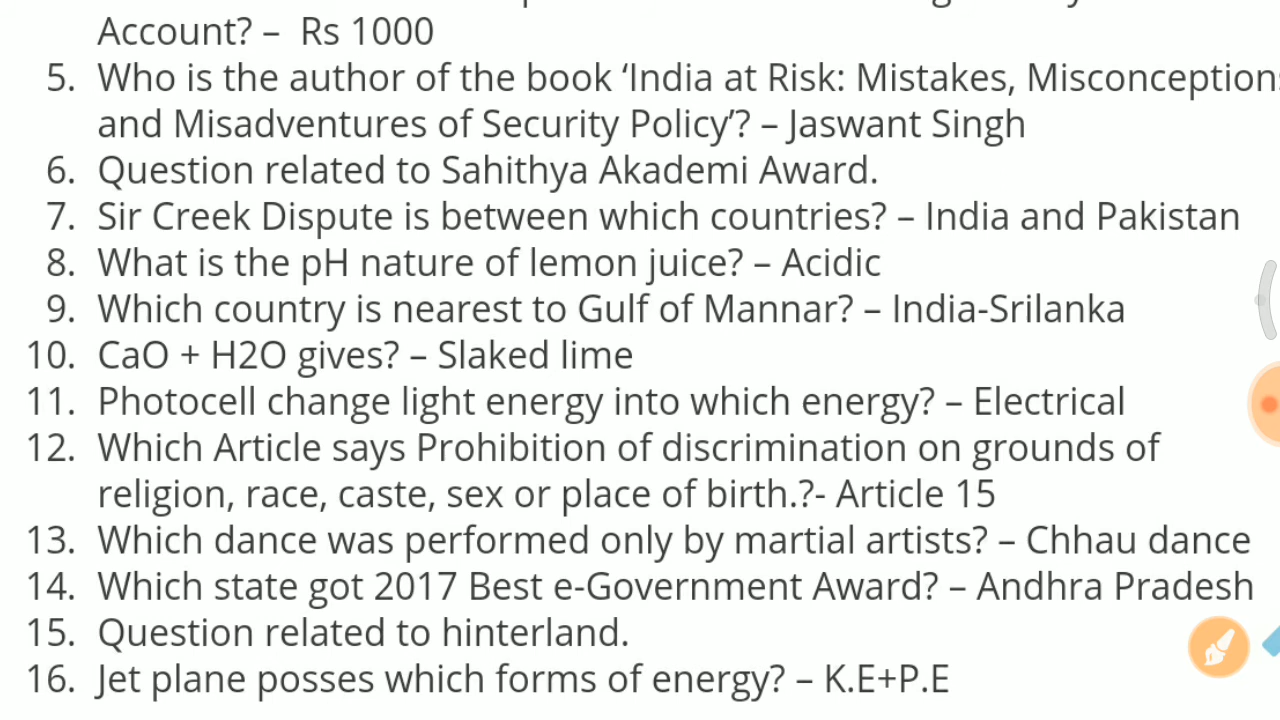 Account? – Rs 1000
5. Who is the author of the book ‘India at Risk: Mistakes, Misconceptions
and Misadventures of Security Policy’? – Jaswant Singh
6. Question related to Sahithya Akademi Award.
7. Sir Creek Dispute is between which countries? – India and Pakistan
8. What is the pH nature of lemon juice? – Acidic
9. Which country is nearest to Gulf of Mannar? – India-Srilanka
10. CaO + H2O gives? – Slaked lime
11. Photocell change light energy into which energy? – Electrical
12. Which Article says Prohibition of discrimination on grounds of
religion, race, caste, sex or place of birth.?- Article 15
13. Which dance was performed only by martial artists? – Chhau dance
14. Which state got 2017 Best e-Government Award? – Andhra Pradesh
15. Question related to hinterland.
16. Jet plane posses which forms of energy? – K.E+P.E